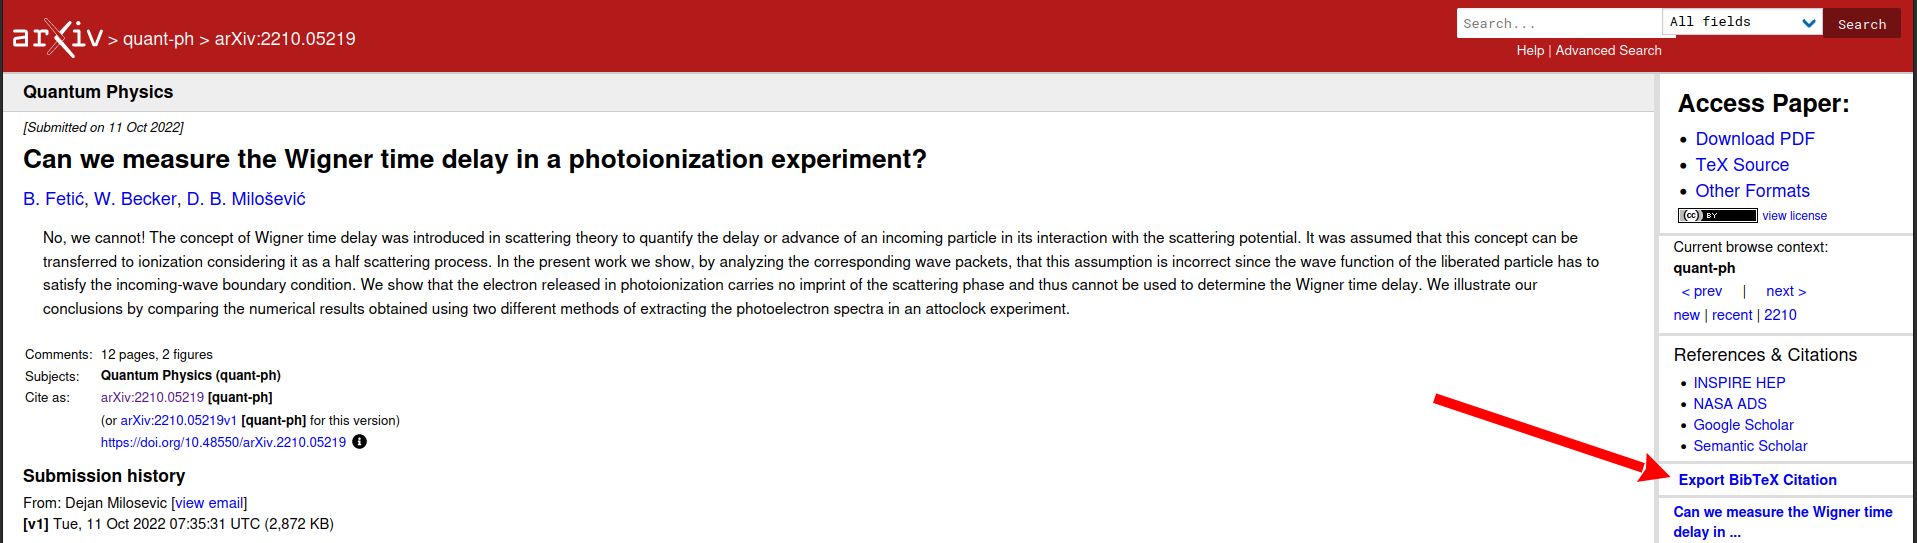 arXiv > quant-ph > arXiv:2210.05219
Search...
All fields
Search
Help | Advanced Search
Quantum Physics
[Submitted on 11 Oct 2022]
Can we measure the Wigner time delay in a photoionization experiment?
B. Fetić, W. Becker, D. B. Milošević
No, we cannot! The concept of Wigner time delay was introduced in scattering theory to quantify the delay or advance of an incoming particle in its interaction with the scattering potential. It was assumed that this concept can be
transferred to ionization considering it as a half scattering process. In the present work we show, by analyzing the corresponding wave packets, that this assumption is incorrect since the wave function of the liberated particle has to
satisfy the incoming-wave boundary condition. We show that the electron released in photoionization carries no imprint of the scattering phase and thus cannot be used to determine the Wigner time delay. We illustrate our
conclusions by comparing the numerical results obtained using two different methods of extracting the photoelectron spectra in an attoclock experiment.
Comments: 12 pages, 2 figures
Subjects: Quantum Physics (quant-ph)
Cite as: arXiv:2210.05219 [quant-ph]
(or arXiv:2210.05219v1 [quant-ph] for this version)
https://doi.org/10.48550/arXiv.2210.05219
Submission history
From: Dejan Milosevic [view email]
[v1] Tue, 11 Oct 2022 07:35:31 UTC (2,872 KB)
Access Paper:
Download PDF
TeX Source
Other Formats
(cc) BY view license
Current browse context:
quant-ph
< prev | next >
new | recent | 2210
References & Citations
INSPIRE HEP
NASA ADS
Google Scholar
Semantic Scholar
Export BibTeX Citation
Can we measure the Wigner time
delay in ...